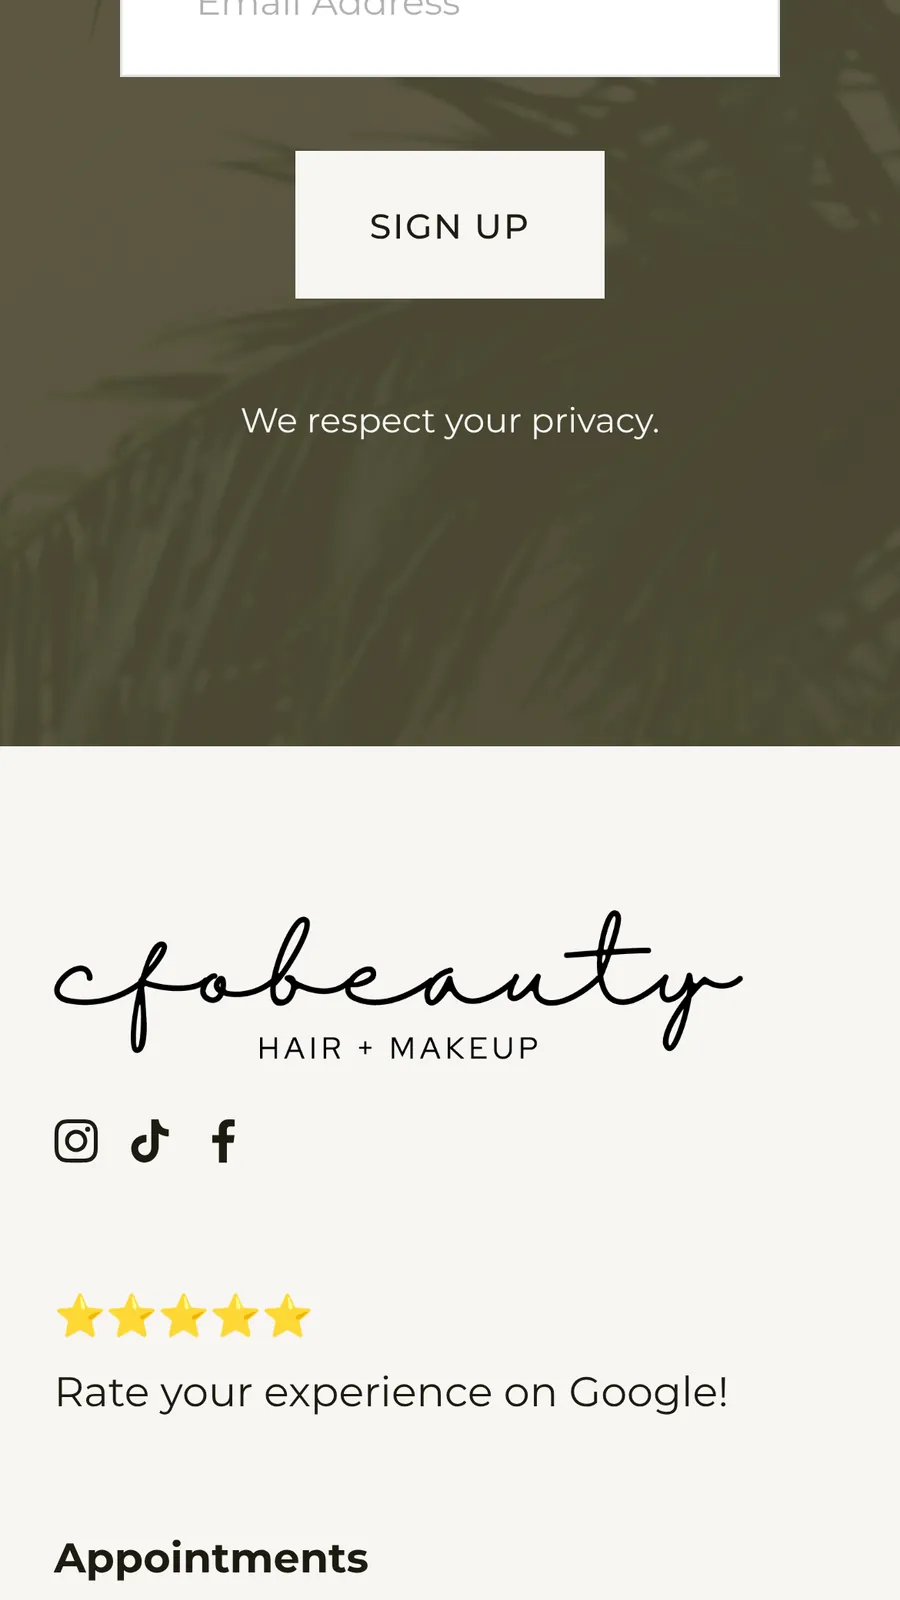 Email Address
SIGN UP
We respect your privacy.
cfobeauty
HAIR + MAKEUP
Rate your experience on Google!
Appointments